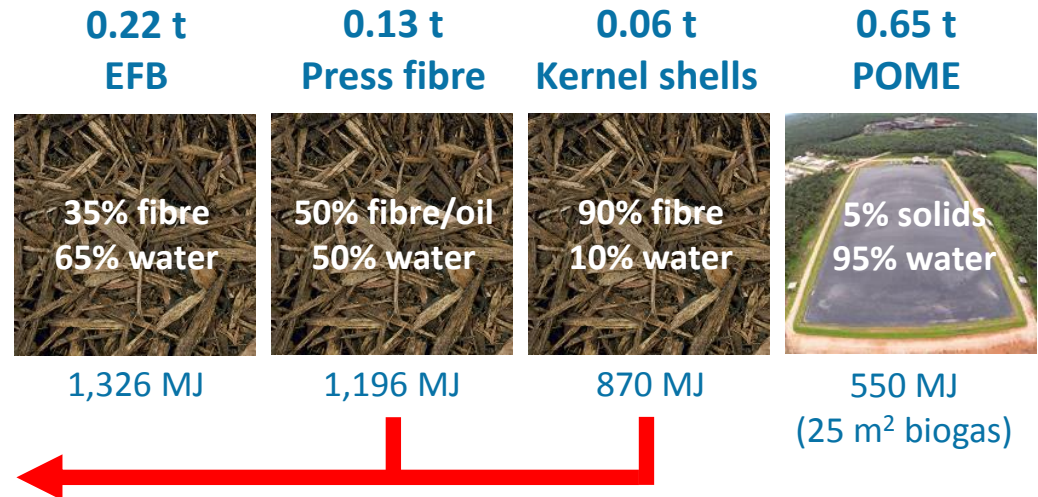 0.22 t
EFB
35% fibre
65% water
1,326 MJ
0.13 t
Press fibre
50% fibre/oil
50% water
1,196 MJ
0.06 t
Kernel shells
90% fibre
10% water
870 MJ
0.65 t
POME
5% solids
95% water
550 MJ
(25 m² biogas)